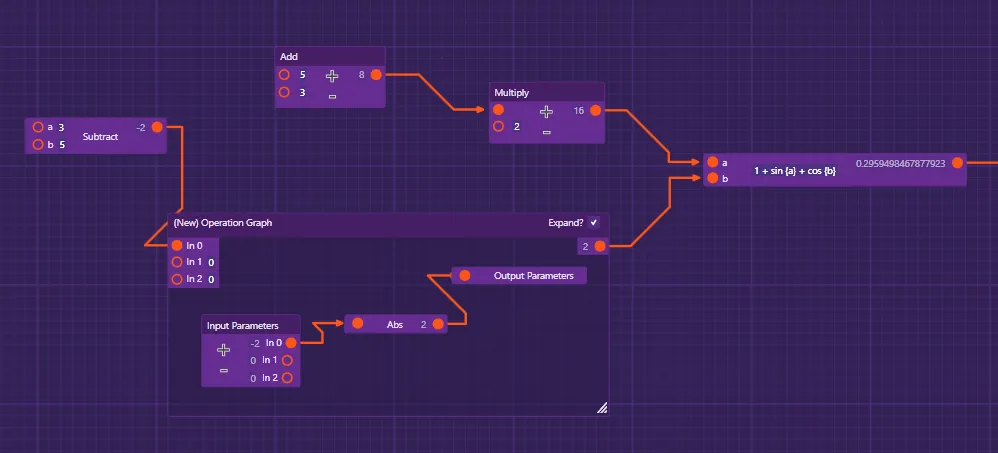 Add
5 8
3
Multiply
16
2
a 3 -2
Subtract
b 5
a 0.2959498467877923
1 + sin {a} + cos {b}
b
(New) Operation Graph Expand?
In 0 2
In 1 0
In 2 0
Output Parameters
Input Parameters
Abs 2
-2 In 0
0 In 1
0 In 2